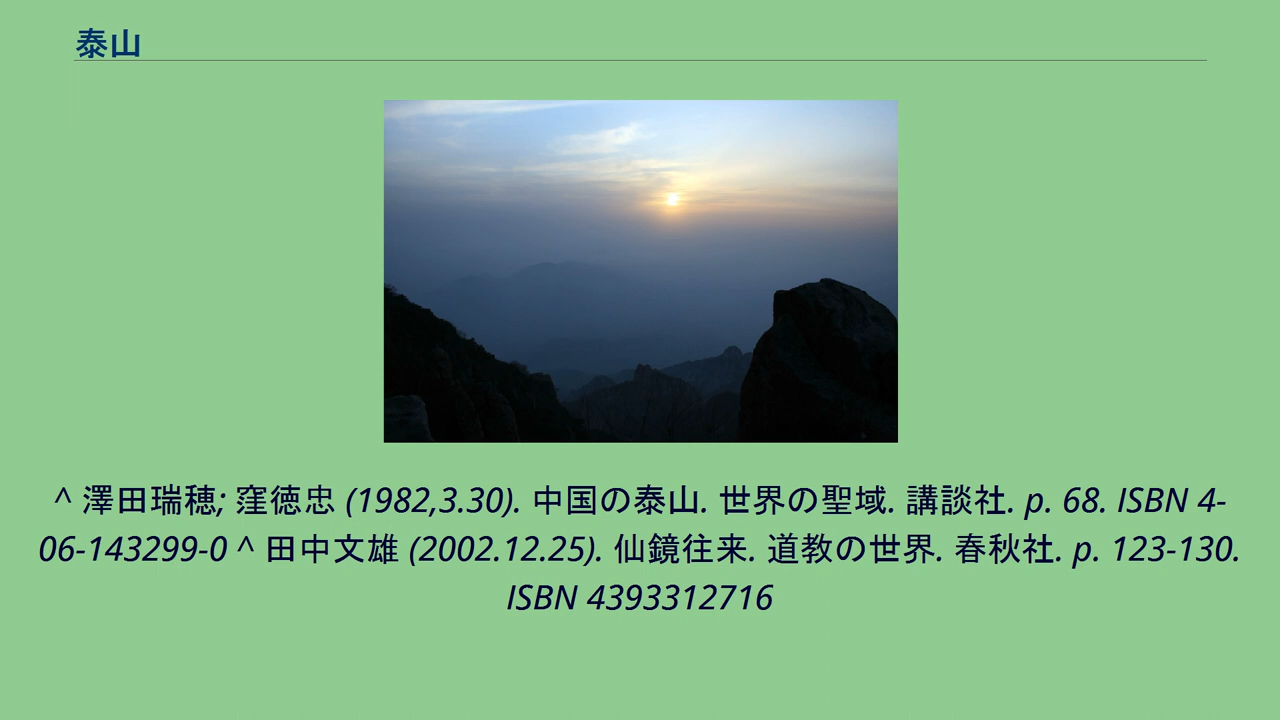 泰山
^ 澤田瑞穂; 窪徳忠 (1982,3.30). 中国の泰山. 世界の聖域. 講談社. p. 68. ISBN 4-
06-143299-0 ^ 田中文雄 (2002.12.25). 仙鏡往来. 道教の世界. 春秋社. p. 123-130.
ISBN 4393312716